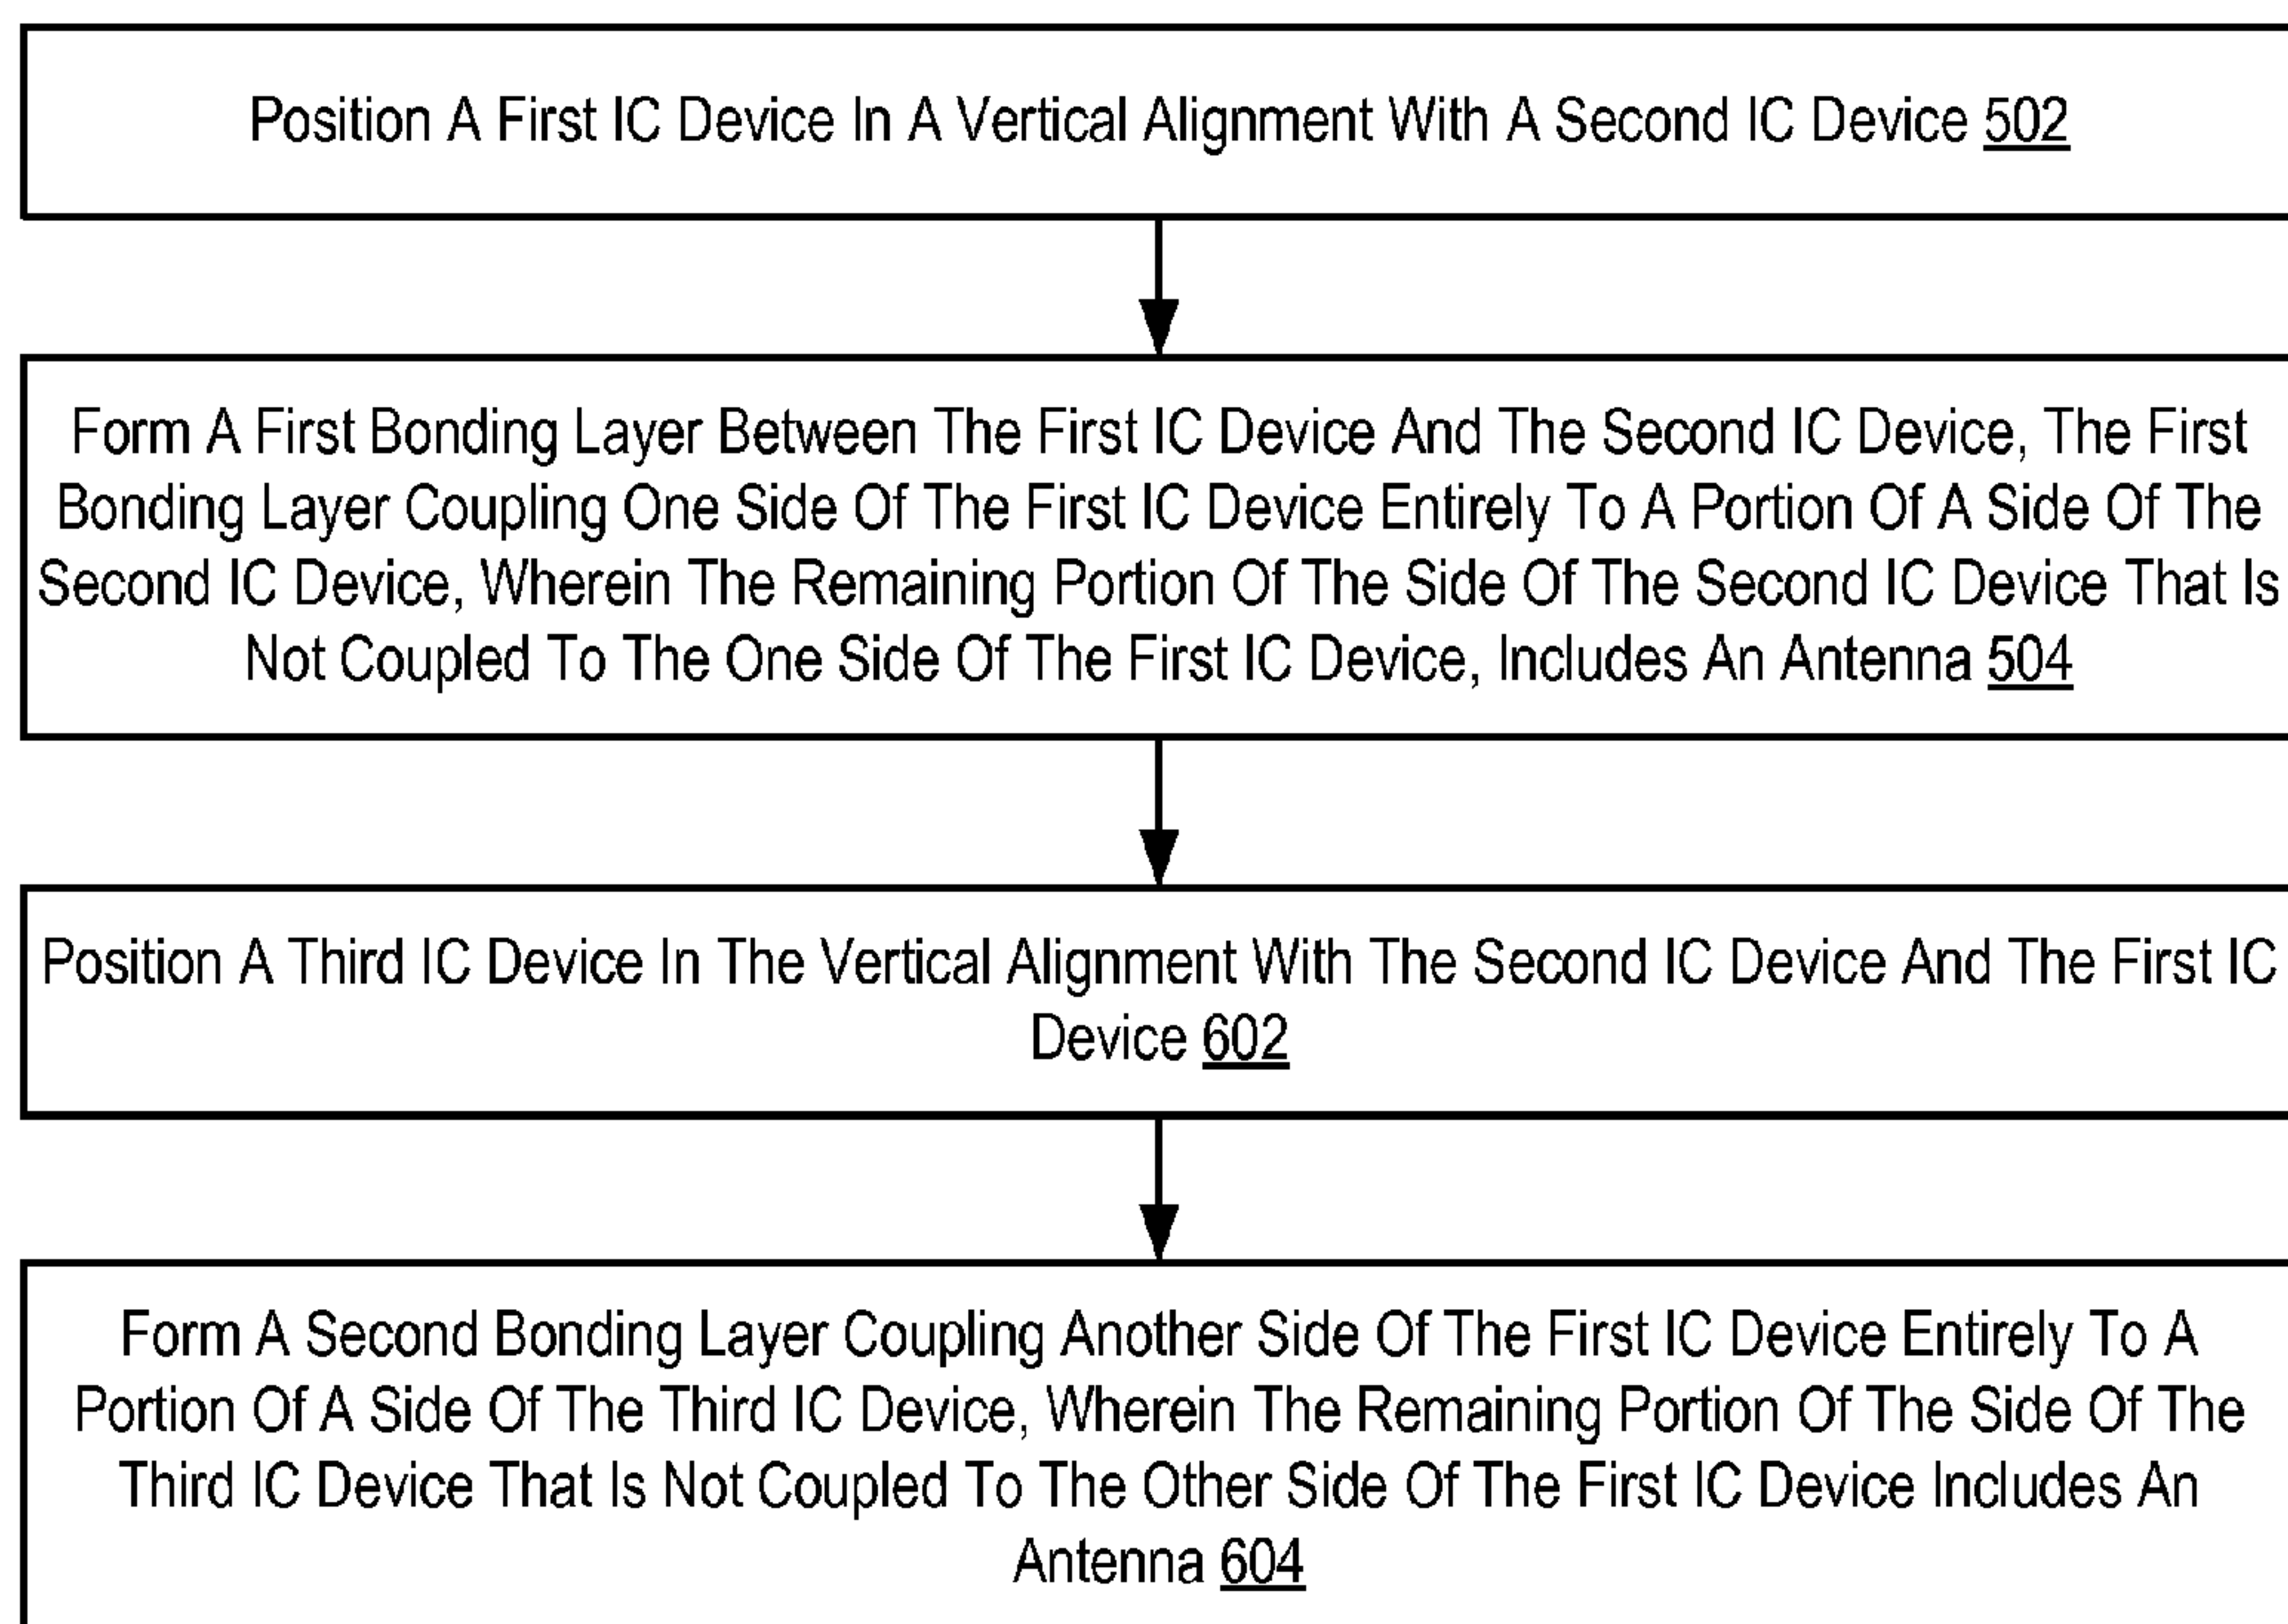 Position A First IC Device In A Vertical Alignment With A Second IC Device 502
Form A First Bonding Layer Between The First IC Device And The Second IC Device, The First
Bonding Layer Coupling One Side Of The First IC Device Entirely To A Portion Of A Side Of The
Second IC Device, Wherein The Remaining Portion Of The Side Of The Second IC Device That Is
Not Coupled To The One Side Of The First IC Device, Includes An Antenna 504
Position A Third IC Device In The Vertical Alignment With The Second IC Device And The First IC
Device 602
Form A Second Bonding Layer Coupling Another Side Of The First IC Device Entirely To A
Portion Of A Side Of The Third IC Device, Wherein The Remaining Portion Of The Side Of The
Third IC Device That Is Not Coupled To The Other Side Of The First IC Device Includes An
Antenna 604